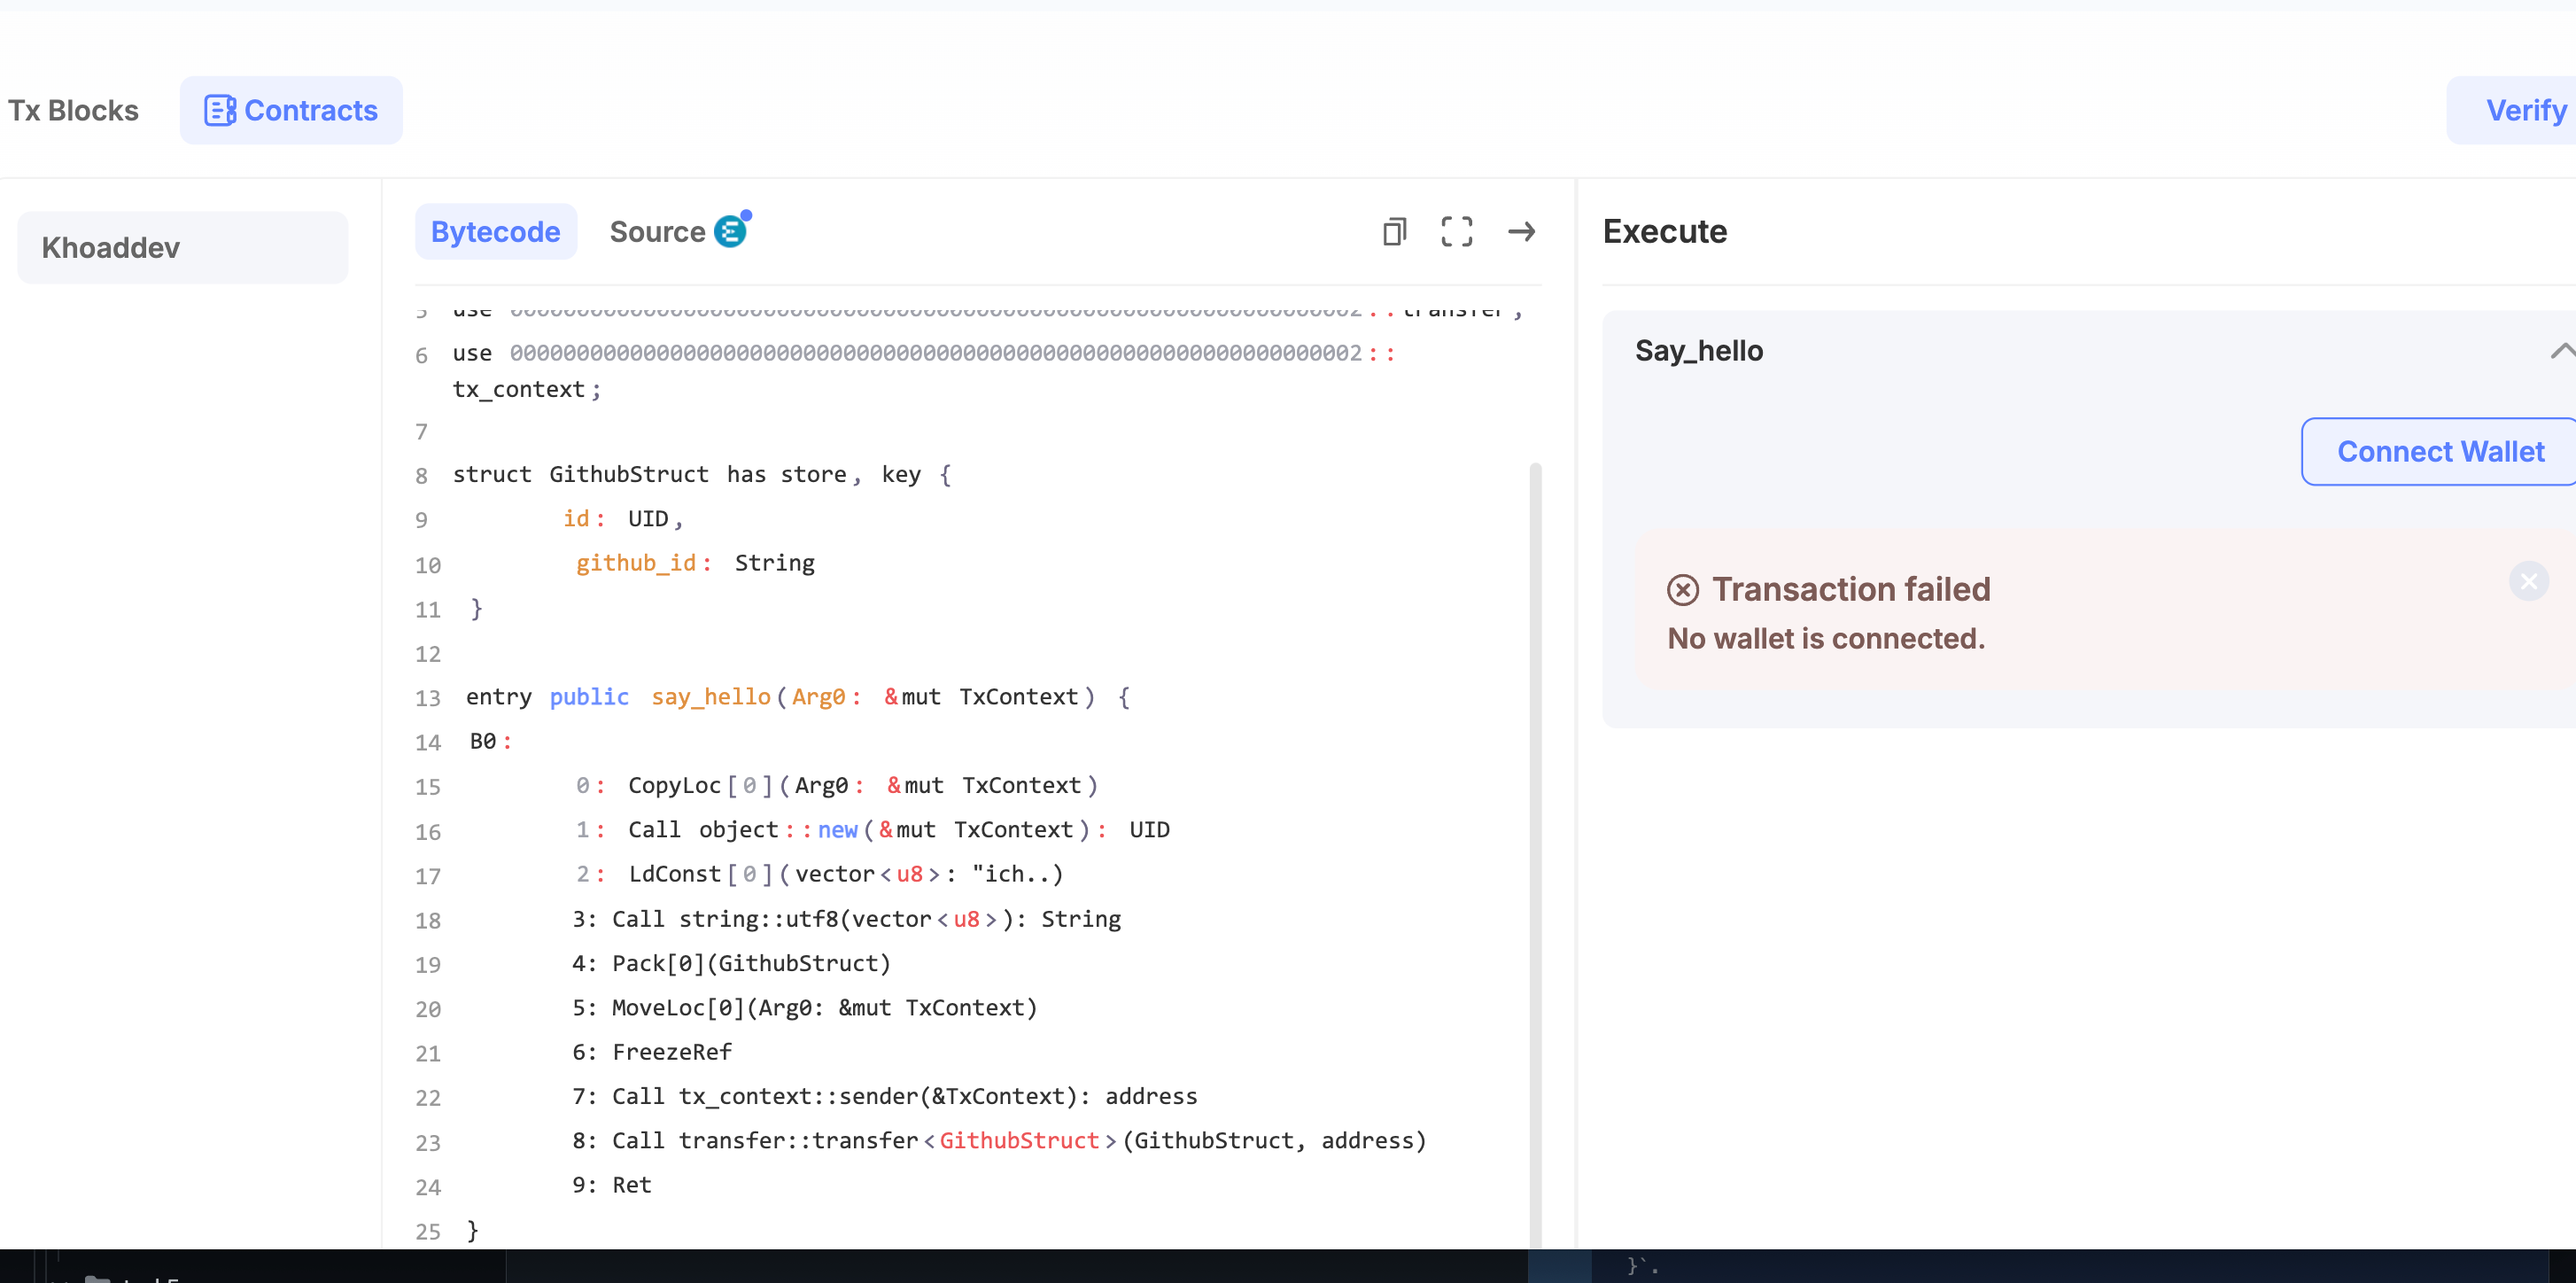 Tx Blocks
Contracts
Verify
Khoaddev
Bytecode
Source
Execute
5 use 0000000000000000000000000000000000000000000000000000000000000002::transfer;
6 use 0000000000000000000000000000000000000000000000000000000000000002::
tx_context;
7
8 struct GithubStruct has store, key {
9 id: UID,
10 github_id: String
11 }
12
13 entry public say_hello(Arg0: &mut TxContext) {
14 B0:
15 0: CopyLoc[0](Arg0: &mut TxContext)
16 1: Call object::new(&mut TxContext): UID
17 2: LdConst[0](vector<u8>: "ich..)
18 3: Call string::utf8(vector<u8>): String
19 4: Pack[0](GithubStruct)
20 5: MoveLoc[0](Arg0: &mut TxContext)
21 6: FreezeRef
22 7: Call tx_context::sender(&TxContext): address
23 8: Call transfer::transfer<GithubStruct>(GithubStruct, address)
24 9: Ret
25 }
Say_hello
Connect Wallet
Transaction failed
No wallet is connected.
}`.